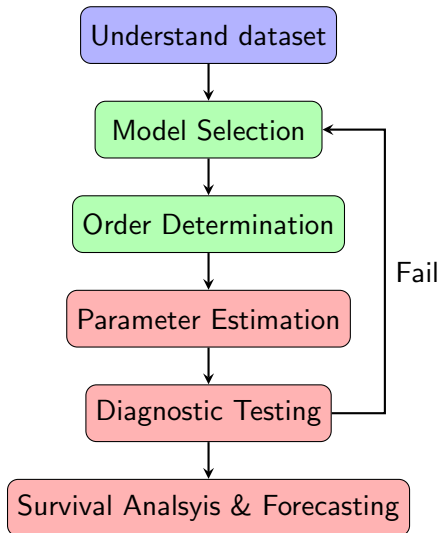 Understand dataset
Model Selection
Order Determination
Fail
Parameter Estimation
Diagnostic Testing
Survival Analsyis & Forecasting